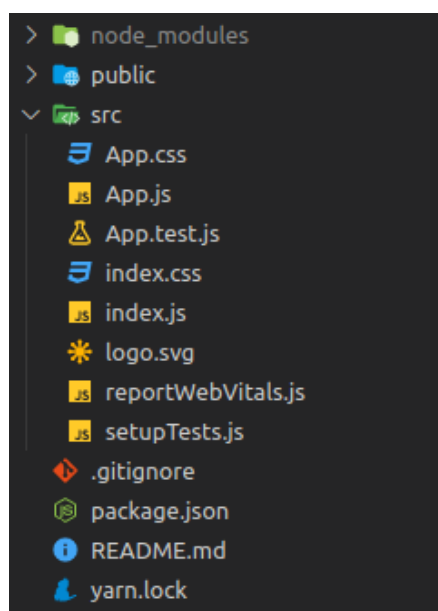 node_modules
public
src
App.css
App.js
App.test.js
index.css
index.js
logo.svg
reportWebVitals.js
setupTests.js
.gitignore
package.json
README.md
yarn.lock